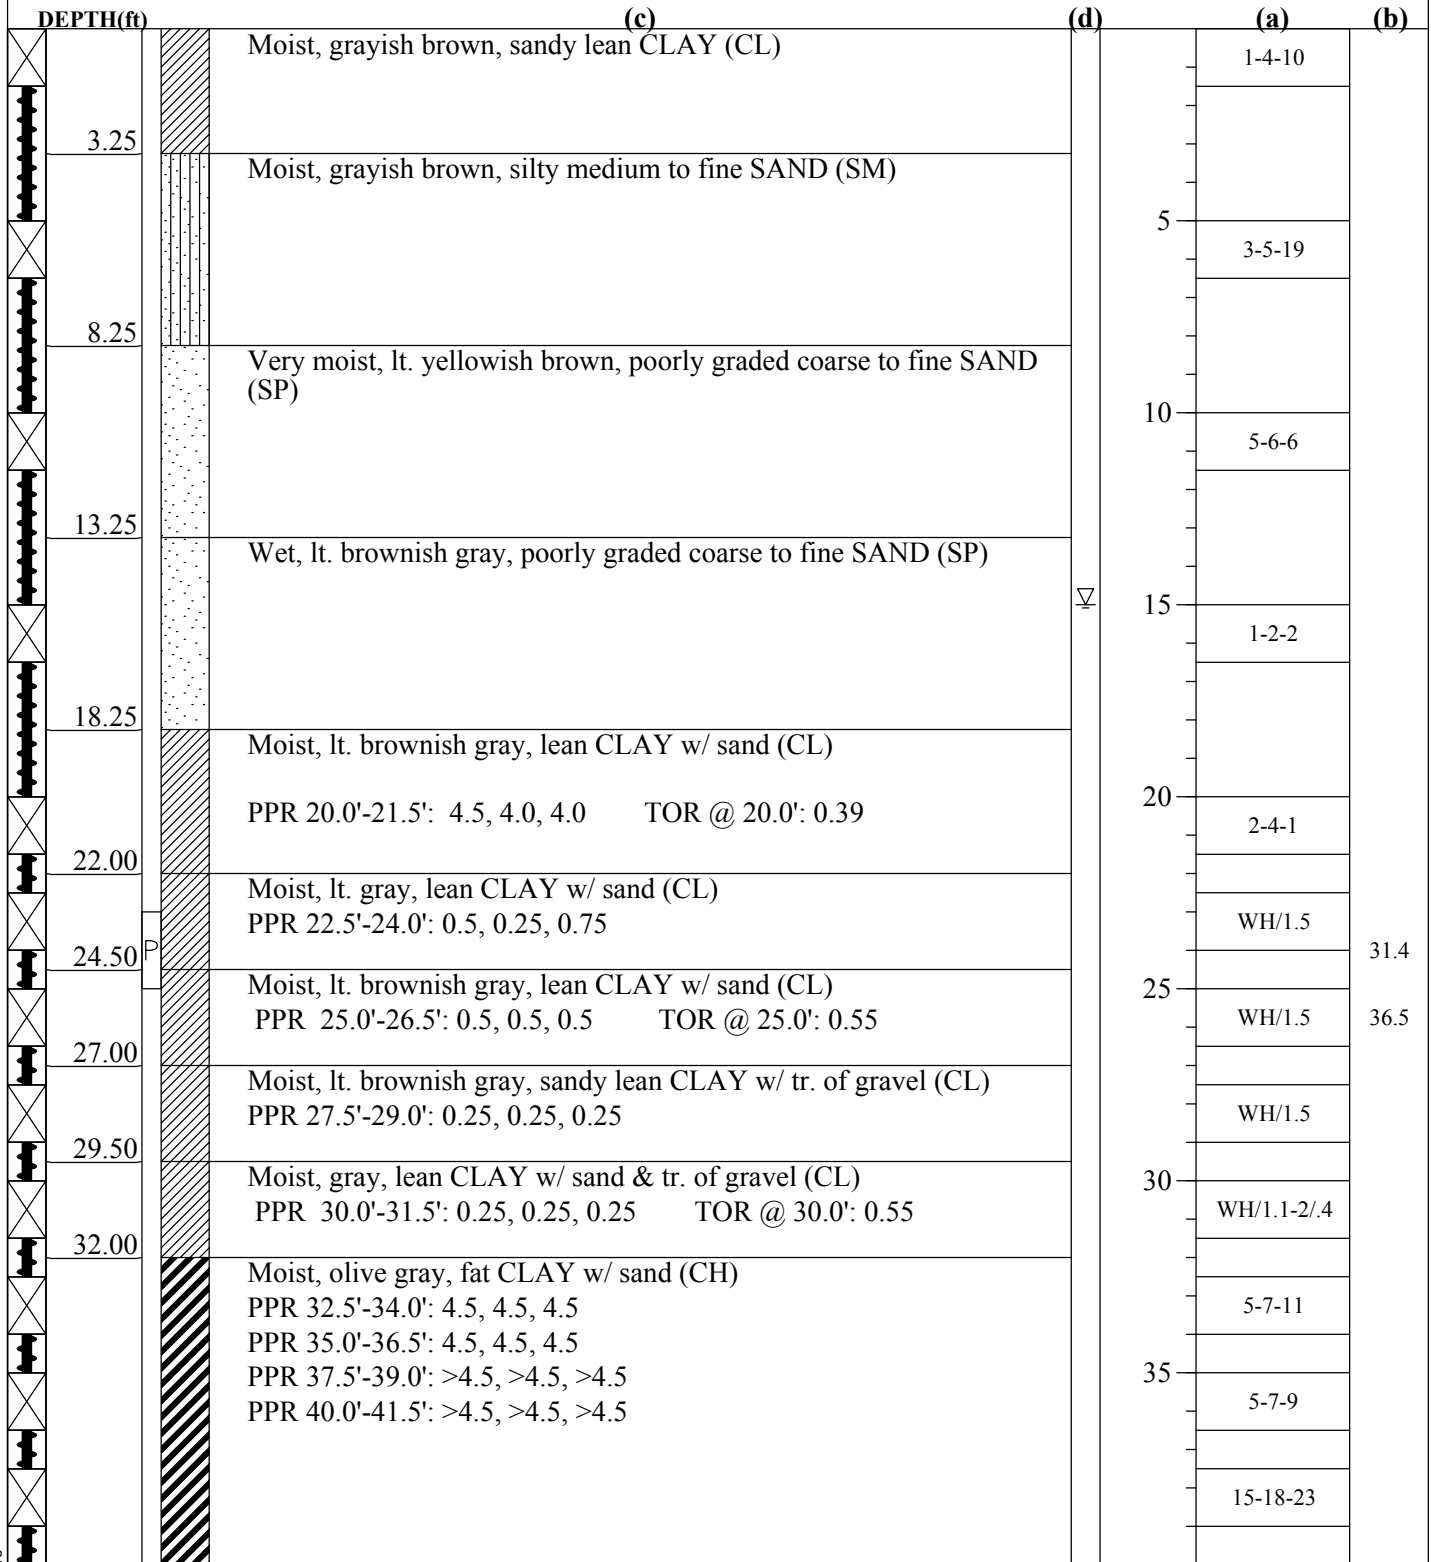 DEPTH(ft) (c) (d) (a) (b)
Moist, grayish brown, sandy lean CLAY (CL)
1-4-10
3.25
Moist, grayish brown, silty medium to fine SAND (SM)
5
3-5-19
8.25
Very moist, lt. yellowish brown, poorly graded coarse to fine SAND
(SP)
10
5-6-6
13.25
Wet, lt. brownish gray, poorly graded coarse to fine SAND (SP)
15
1-2-2
18.25
Moist, lt. brownish gray, lean CLAY w/ sand (CL)
20
PPR 20.0'-21.5': 4.5, 4.0, 4.0 TOR @ 20.0': 0.39
2-4-1
22.00
Moist, lt. gray, lean CLAY w/ sand (CL)
PPR 22.5'-24.0': 0.5, 0.25, 0.75
WH/1.5
P
31.4
24.50
Moist, lt. brownish gray, lean CLAY w/ sand (CL)
25
PPR 25.0'-26.5': 0.5, 0.5, 0.5 TOR @ 25.0': 0.55
WH/1.5
36.5
27.00
Moist, lt. brownish gray, sandy lean CLAY w/ tr. of gravel (CL)
PPR 27.5'-29.0': 0.25, 0.25, 0.25
WH/1.5
29.50
Moist, gray, lean CLAY w/ sand & tr. of gravel (CL)
30
PPR 30.0'-31.5': 0.25, 0.25, 0.25 TOR @ 30.0': 0.55
WH/1.1-2/.4
32.00
Moist, olive gray, fat CLAY w/ sand (CH)
PPR 32.5'-34.0': 4.5, 4.5, 4.5
5-7-11
PPR 35.0'-36.5': 4.5, 4.5, 4.5
35
PPR 37.5'-39.0': >4.5, >4.5, >4.5
PPR 40.0'-41.5': >4.5, >4.5, >4.5
5-7-9
15-18-23